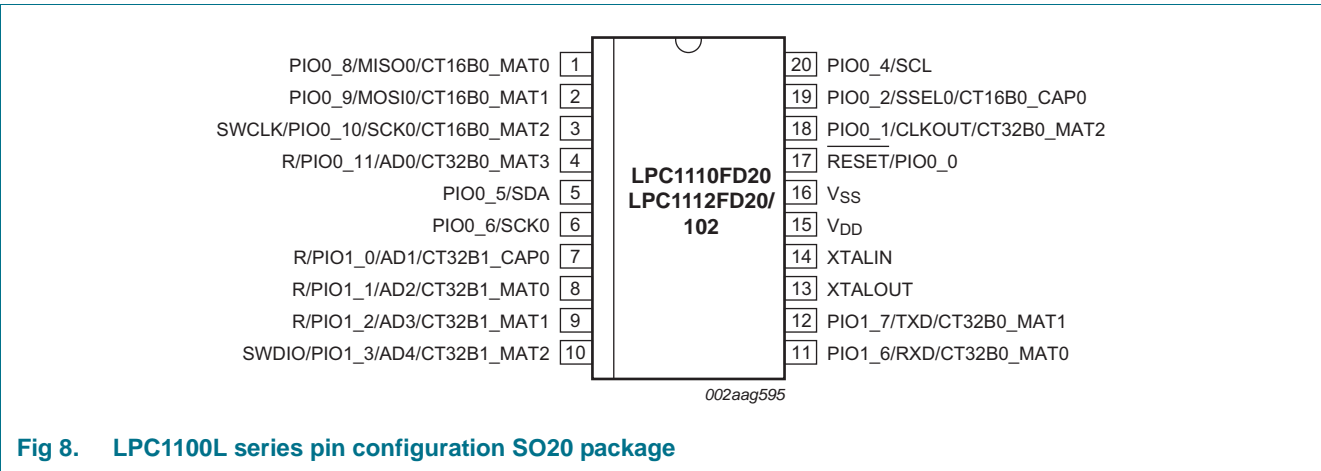 PIO0_8/MISO0/CT16B0_MAT0 1
PIO0_9/MOSI0/CT16B0_MAT1 2
SWCLK/PIO0_10/SCK0/CT16B0_MAT2 3
R/PIO0_11/AD0/CT32B0_MAT3 4
PIO0_5/SDA 5
PIO0_6/SCK0 6
R/PIO1_0/AD1/CT32B1_CAP0 7
R/PIO1_1/AD2/CT32B1_MAT0 8
R/PIO1_2/AD3/CT32B1_MAT1 9
SWDIO/PIO1_3/AD4/CT32B1_MAT2 10
LPC1110FD20
LPC1112FD20/
102
20 PIO0_4/SCL
19 PIO0_2/SSEL0/CT16B0_CAP0
18 PIO0_1/CLKOUT/CT32B0_MAT2
17 RESET/PIO0_0
16 VSS
15 VDD
14 XTALIN
13 XTALOUT
12 PIO1_7/TXD/CT32B0_MAT1
11 PIO1_6/RXD/CT32B0_MAT0
002aag595
Fig 8. LPC1100L series pin configuration SO20 package